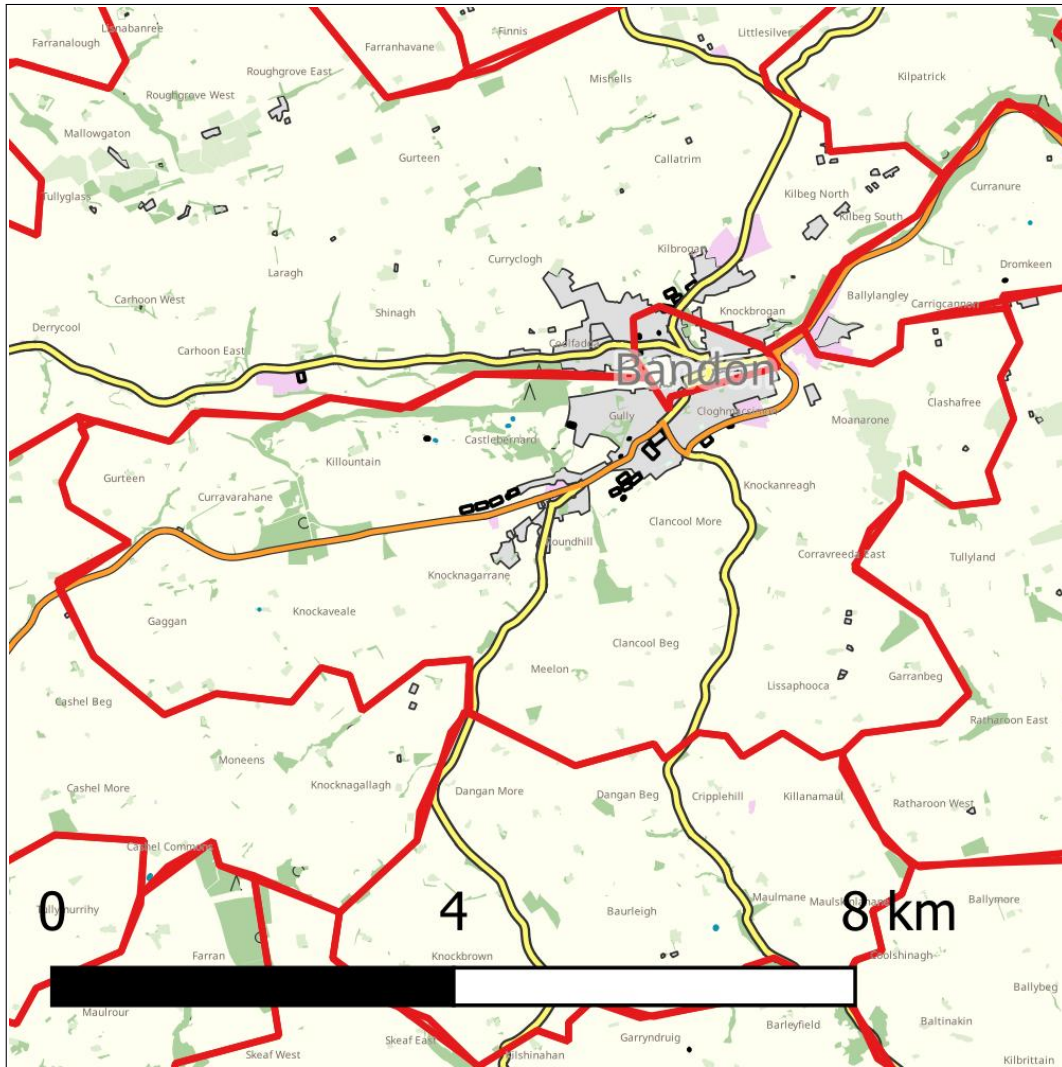 Lisnabanree
Farranalough
Finnis
Farranhavane
Littlesilver
Kilpatrick
Roughgrove East
Mishells
Roughgrove West
Mallowgaton
Gurteen
Callatrim
Tullyglass
Kilbeg North
Curranure
Kilbeg South
Kilbrogan
Curryclogh
Laragh
Dromkeen
Carhoon West
Ballylangley
Carrigcannon
Shinagh
Knockbrogan
Derrycool
Carhoon East
Coolfadda
Bandon
Clashafree
Gully
Moanarone
Castlebernard
Killountain
Gurteen
Curravarahane
Knockanreagh
Clancool More
Corravreeda East
Tullyland
Roundhill
Knocknagarrane
Knockaveale
Gaggan
Clancool Beg
Meelon
Lissaphooca
Garranbeg
Cashel Beg
Ratharoon East
Moneens
Knocknagallagh
Cashel More
Dangan More
Dangan Beg
Cripplehill
Killanamaul
Ratharoon West
Cashel Commons
Maulmane
Ballymore
0
4
8 km
Baurleigh
Farran
Knockbrown
Coolshinagh
Ballybeg
Maulrour
Baltinakin
Barleyfield
Garryndruig
Skeaf East
Skeaf West
Kilshinahan
Kilbrittain